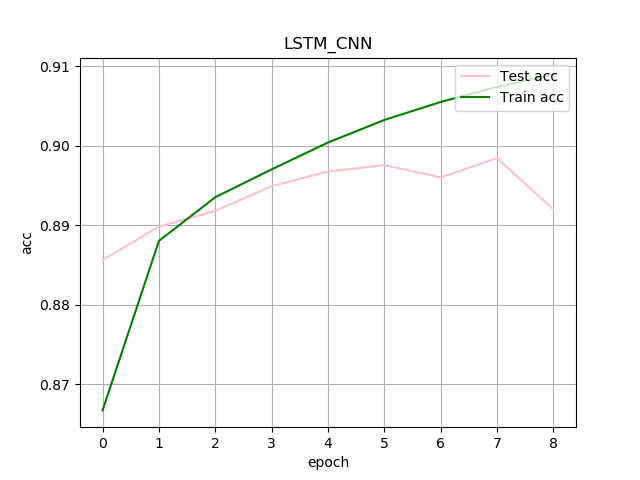 LSTM_CNN
0.91
0.90
0.89
0.88
0.87
acc
Test acc
Train acc
0 1 2 3 4 5 6 7 8
epoch